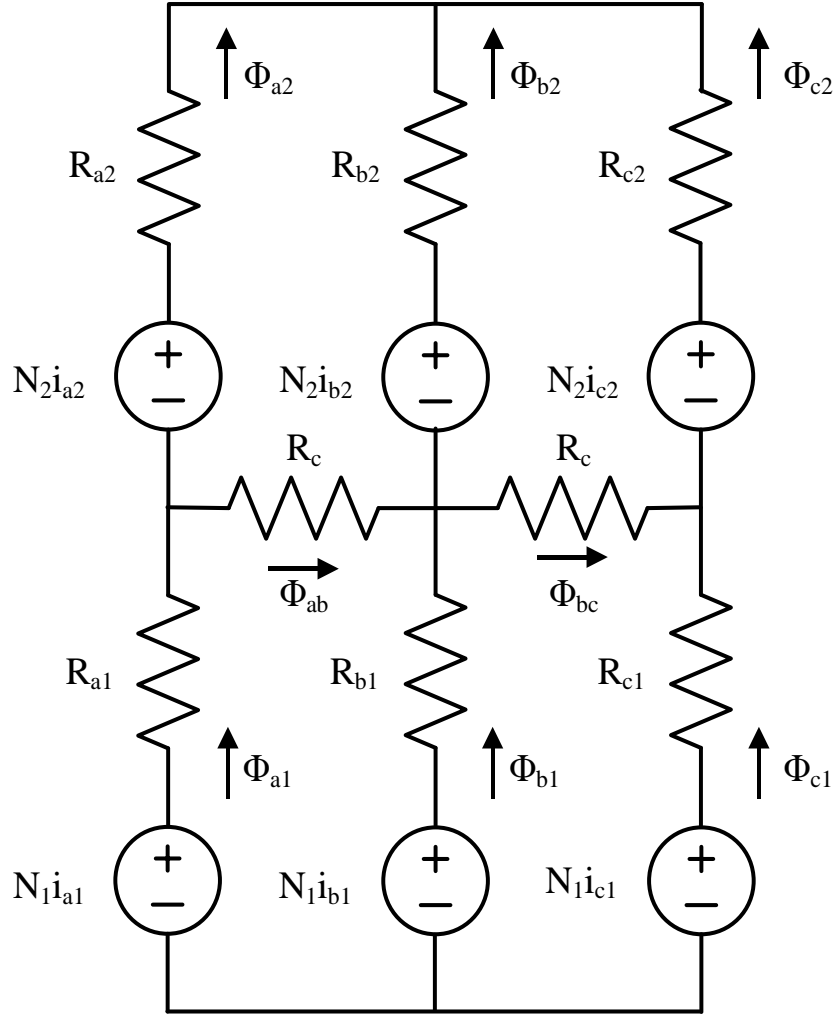 Φa2 Φb2 Φc2
Ra2 Rb2 Rc2
+ + +
N2ia2 N2ib2 N2ic2
− − −
Rc Rc
Φab Φbc
Ra1 Rb1 Rc1
Φa1 Φb1 Φc1
+ + +
N1ia1 N1ib1 N1ic1
− − −